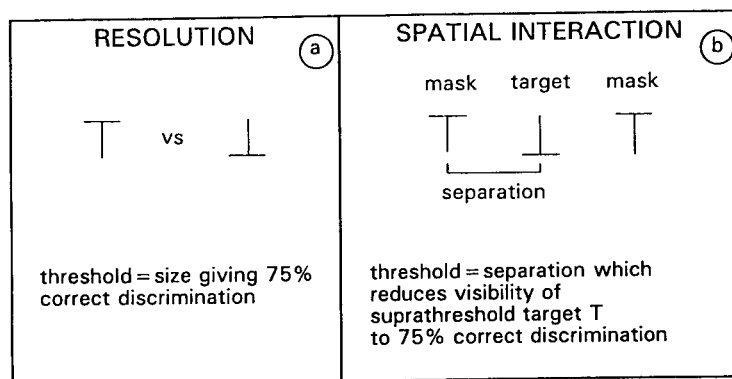 RESOLUTION
a
vs
threshold = size giving 75%
correct discrimination
SPATIAL INTERACTION
b
mask target mask
separation
threshold = separation which
reduces visibility of
suprathreshold target T
to 75% correct discrimination